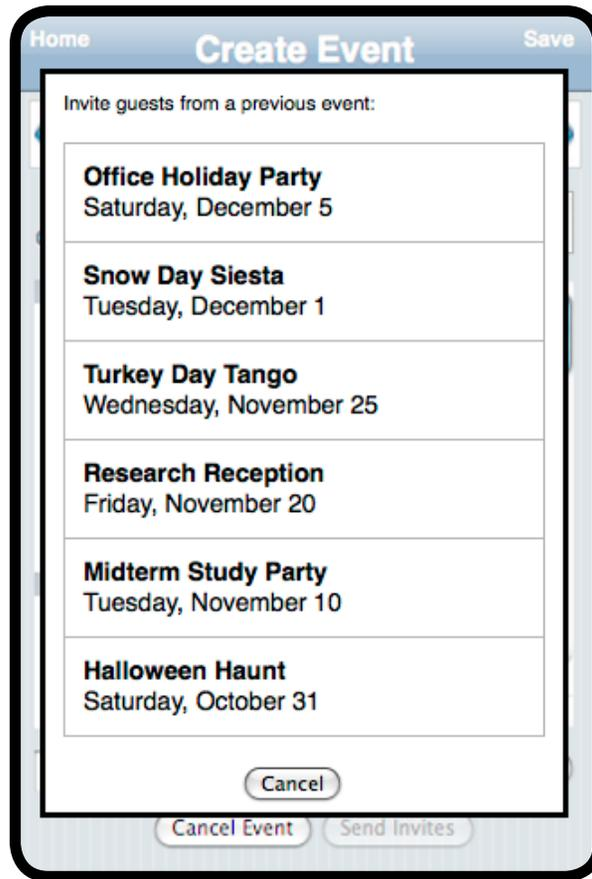 Home Create Event Save
Invite guests from a previous event:
Office Holiday Party
Saturday, December 5
Snow Day Siesta
Tuesday, December 1
Turkey Day Tango
Wednesday, November 25
Research Reception
Friday, November 20
Midterm Study Party
Tuesday, November 10
Halloween Haunt
Saturday, October 31
Cancel
Cancel Event Send Invites